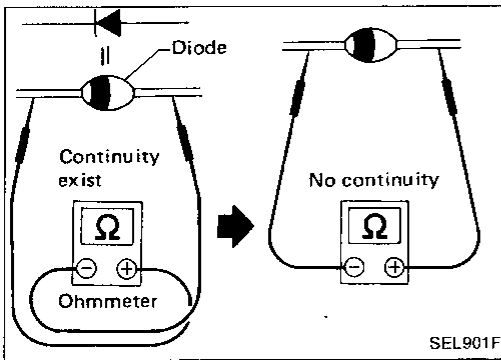 Diode
Continuity
exist
Ω
− +
Ohmmeter
No continuity
Ω
− +
SEL901F